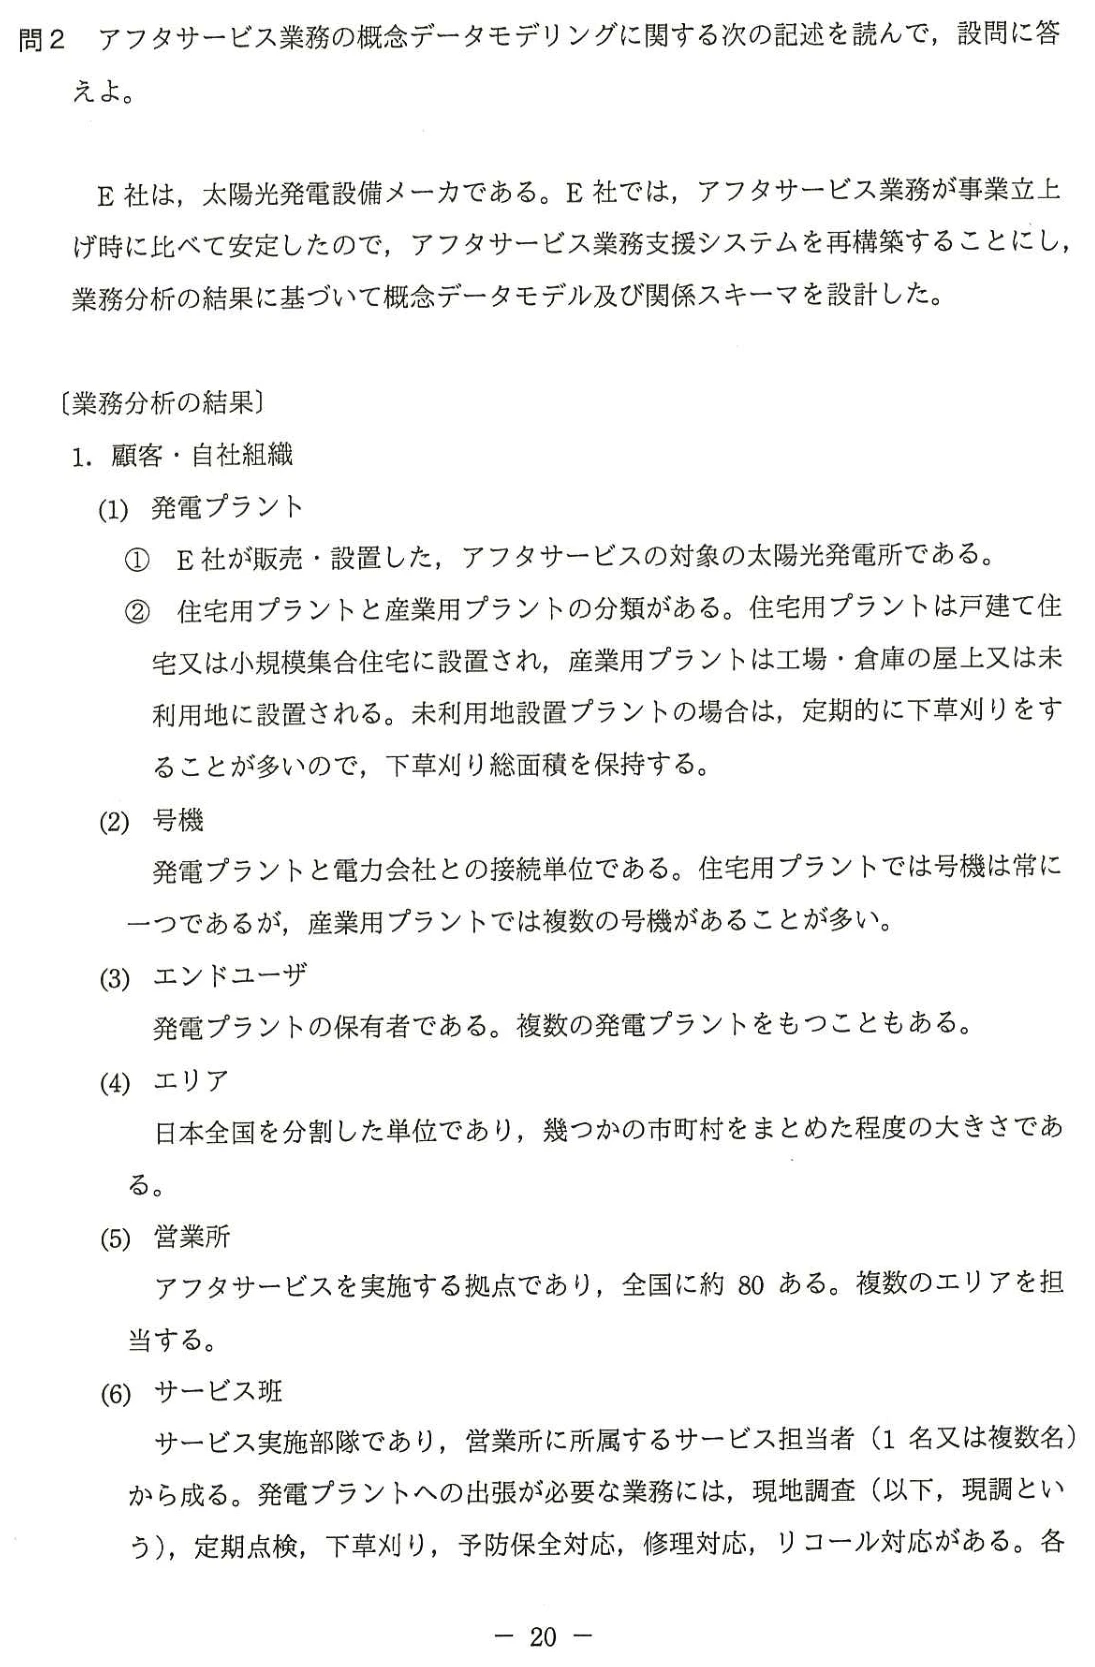 問2 アフタサービス業務の概念データモデリングに関する次の記述を読んで，設問に答
えよ。
E 社は，太陽光発電設備メーカである。E 社では，アフタサービス業務が事業立上
げ時に比べて安定したので，アフタサービス業務支援システムを再構築することにし，
業務分析の結果に基づいて概念データモデル及び関係スキーマを設計した。
〔業務分析の結果〕
1. 顧客・自社組織
(1) 発電プラント
① E 社が販売・設置した，アフタサービスの対象の太陽光発電所である。
② 住宅用プラントと産業用プラントの分類がある。住宅用プラントは戸建て住
宅又は小規模集合住宅に設置され，産業用プラントは工場・倉庫の屋上又は未
利用地に設置される。未利用地設置プラントの場合は，定期的に下草刈りをす
ることが多いので，下草刈り総面積を保持する。
(2) 号機
発電プラントと電力会社との接続単位である。住宅用プラントでは号機は常に
一つであるが，産業用プラントでは複数の号機があることが多い。
(3) エンドユーザ
発電プラントの保有者である。複数の発電プラントをもつこともある。
(4) エリア
日本全国を分割した単位であり，幾つかの市町村をまとめた程度の大きさであ
る。
(5) 営業所
アフタサービスを実施する拠点であり，全国に約 80 ある。複数のエリアを担
当する。
(6) サービス班
サービス実施部隊であり，営業所に所属するサービス担当者（1 名又は複数名）
から成る。発電プラントへの出張が必要な業務には，現地調査（以下，現調とい
う），定期点検，下草刈り，予防保全対応，修理対応，リコール対応がある。各
－ 20 －